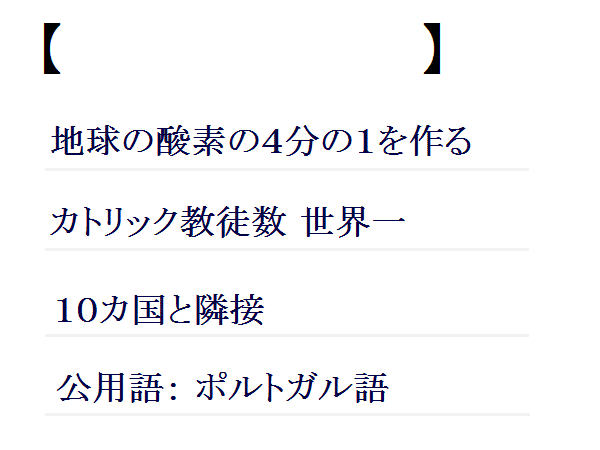 【 】
地球の酸素の4分の1を作る
カトリック教徒数 世界一
10カ国と隣接
公用語: ポルトガル語